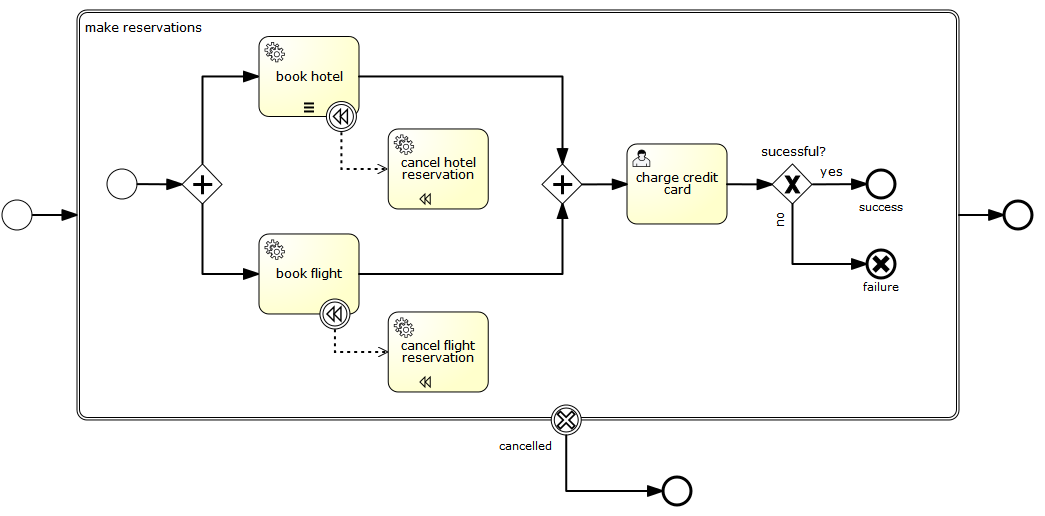 make reservations
book hotel
cancel hotel
reservation
book flight
cancel flight
reservation
charge credit
card
sucessful?
yes
success
no
failure
cancelled